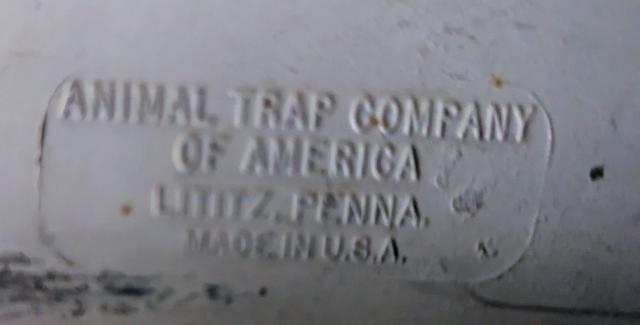 ANIMAL TRAP COMPANY
OF AMERICA
LITITZ, PENNA.
MADE IN U.S.A.